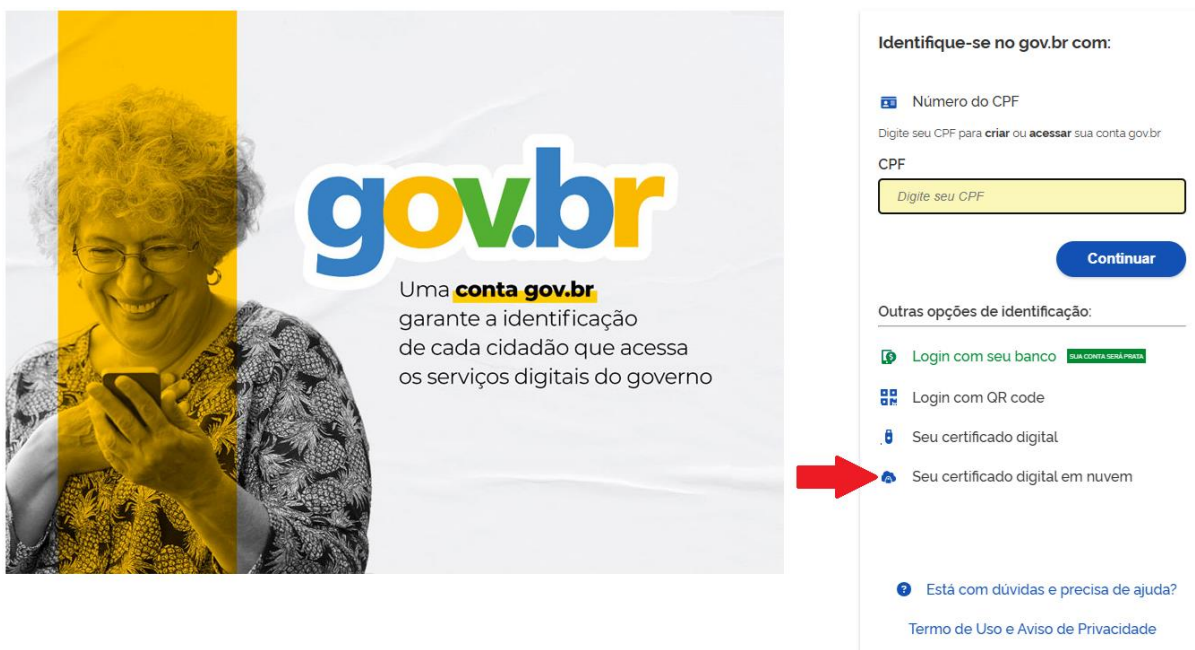 gov.br
Uma conta gov.br
garante a identificação
de cada cidadão que acessa
os serviços digitais do governo
Identifique-se no gov.br com:
Número do CPF
Digite seu CPF para criar ou acessar sua conta gov.br
CPF
Digite seu CPF
Continuar
Outras opções de identificação:
Login com seu banco SUA CONTA SERÁ PRATA
Login com QR code
Seu certificado digital
Seu certificado digital em nuvem
Está com dúvidas e precisa de ajuda?
Termo de Uso e Aviso de Privacidade